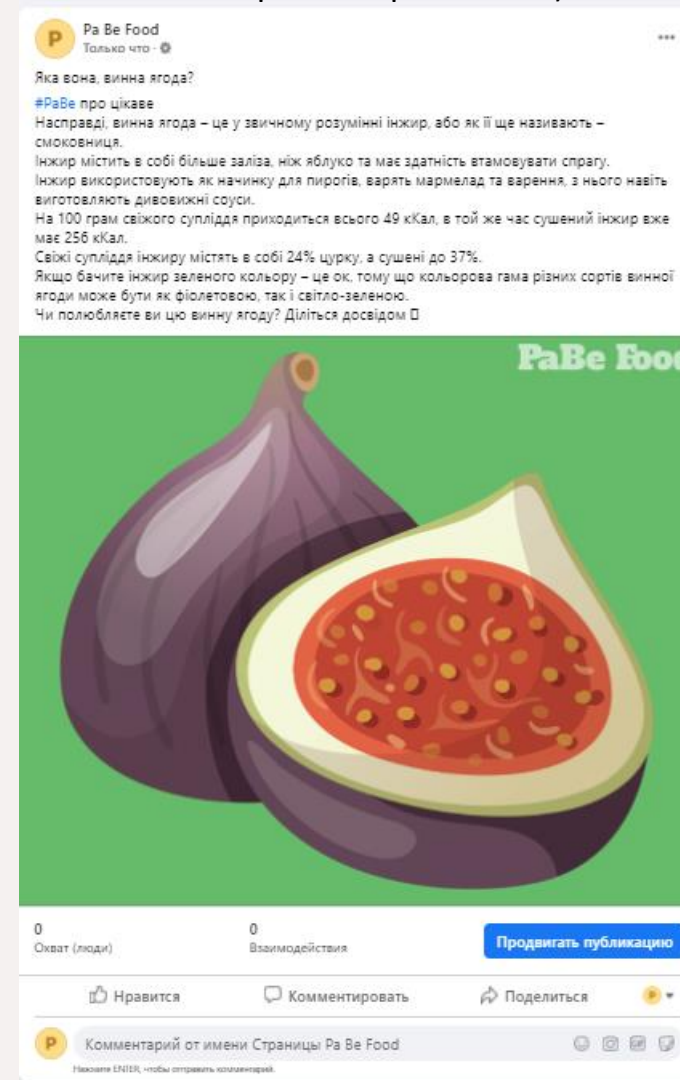 Pa Be Food
Только что
Яка вона, винна ягода?
#PaBe про цікаве
Насправді, винна ягода – це у звичному розумінні інжир, або як її ще називають –
смоковниця.
Інжир містить в собі більше заліза, ніж яблуко та має здатність втамовувати спрагу.
Інжир використовують як начинку для пирогів, варять мармелад та варення, з нього навіть
виготовляють дивовижні соуси.
На 100 грам свіжого супліддя приходиться всього 49 кКал, в той же час сушений інжир вже
має 256 кКал.
Свіжі супліддя інжиру містять в собі 24% цурку, а сушені до 37%.
Якщо бачите інжир зеленого кольору – це ок, тому що кольорова гама різних сортів винної
ягоди може бути як фіолетовою, так і світло-зеленою.
Чи полюбляєте ви цю винну ягоду? Діліться досвідом
PaBe Food
0
Охват (люди)
0
Взаимодействия
Продвигать публикацию
Нравится
Комментировать
Поделиться
P
Комментарий от имени Страницы Pa Be Food
Нажмите ENTER, чтобы отправить комментарий.